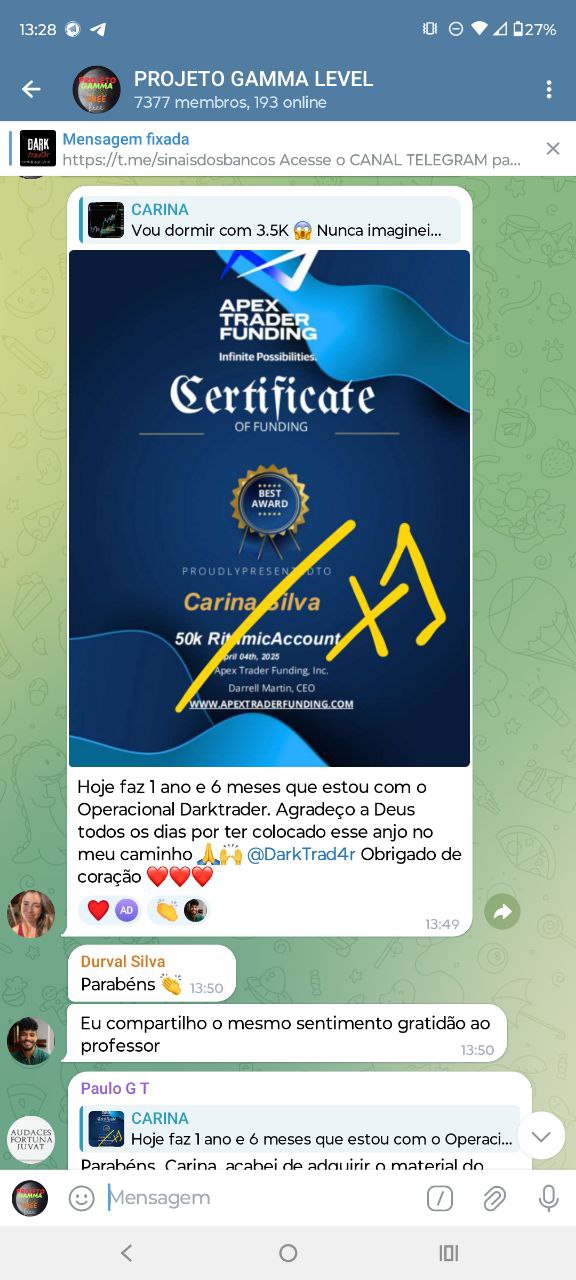 13:28
27%
PROJETO GAMMA LEVEL
7377 membros, 193 online
Mensagem fixada
https://t.me/sinaisdosbancos Acesse o CANAL TELEGRAM pa...
CARINA
Vou dormir com 3.5K 😱 Nunca imaginei...
APEX
TRADER
FUNDING
Infinite Possibilities.
Certificate
OF FUNDING
BEST
AWARD
PROUDLYPRESENTEDTO
Carina Silva
50k RithmicAccount
April 04th, 2025
Apex Trader Funding, Inc.
Darrell Martin, CEO
WWW.APEXTRADERFUNDING.COM
Hoje faz 1 ano e 6 meses que estou com o
Operacional Darktrader. Agradeço a Deus
todos os dias por ter colocado esse anjo no
meu caminho 🙏🙌 @DarkTrad4r Obrigado de
coração ❤️❤️❤️
❤️ AD 👏
13:49
Durval Silva
Parabéns 👏 13:50
Eu compartilho o mesmo sentimento gratidão ao
professor
13:50
Paulo G T
CARINA
Hoje faz 1 ano e 6 meses que estou com o Operaci...
AUDACES
FORTUNA
IUVAT
Parabéns, Carina, acabei de adquirir o material do
Mensagem